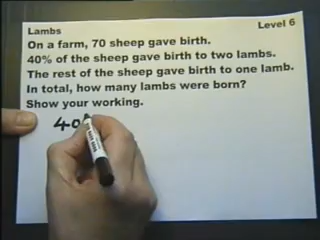 Lambs
Level 6
On a farm, 70 sheep gave birth.
40% of the sheep gave birth to two lambs.
The rest of the sheep gave birth to one lamb.
In total, how many lambs were born?
Show your working.
40